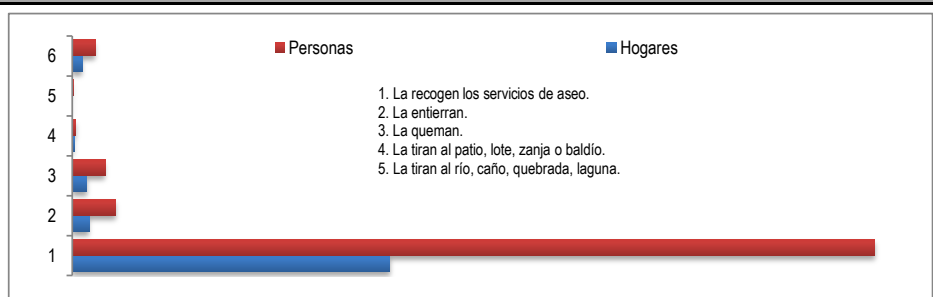 Personas Hogares
6
1. La recogen los servicios de aseo.
5
2. La entierran.
3. La queman.
4
4. La tiran al patio, lote, zanja o baldío.
5. La tiran al río, caño, quebrada, laguna.
3
2
1